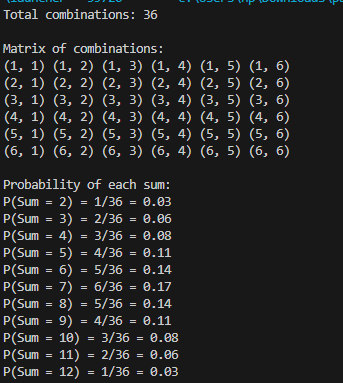 Total combinations: 36
Matrix of combinations:
(1, 1) (1, 2) (1, 3) (1, 4) (1, 5) (1, 6)
(2, 1) (2, 2) (2, 3) (2, 4) (2, 5) (2, 6)
(3, 1) (3, 2) (3, 3) (3, 4) (3, 5) (3, 6)
(4, 1) (4, 2) (4, 3) (4, 4) (4, 5) (4, 6)
(5, 1) (5, 2) (5, 3) (5, 4) (5, 5) (5, 6)
(6, 1) (6, 2) (6, 3) (6, 4) (6, 5) (6, 6)
Probability of each sum:
P(Sum = 2) = 1/36 = 0.03
P(Sum = 3) = 2/36 = 0.06
P(Sum = 4) = 3/36 = 0.08
P(Sum = 5) = 4/36 = 0.11
P(Sum = 6) = 5/36 = 0.14
P(Sum = 7) = 6/36 = 0.17
P(Sum = 8) = 5/36 = 0.14
P(Sum = 9) = 4/36 = 0.11
P(Sum = 10) = 3/36 = 0.08
P(Sum = 11) = 2/36 = 0.06
P(Sum = 12) = 1/36 = 0.03